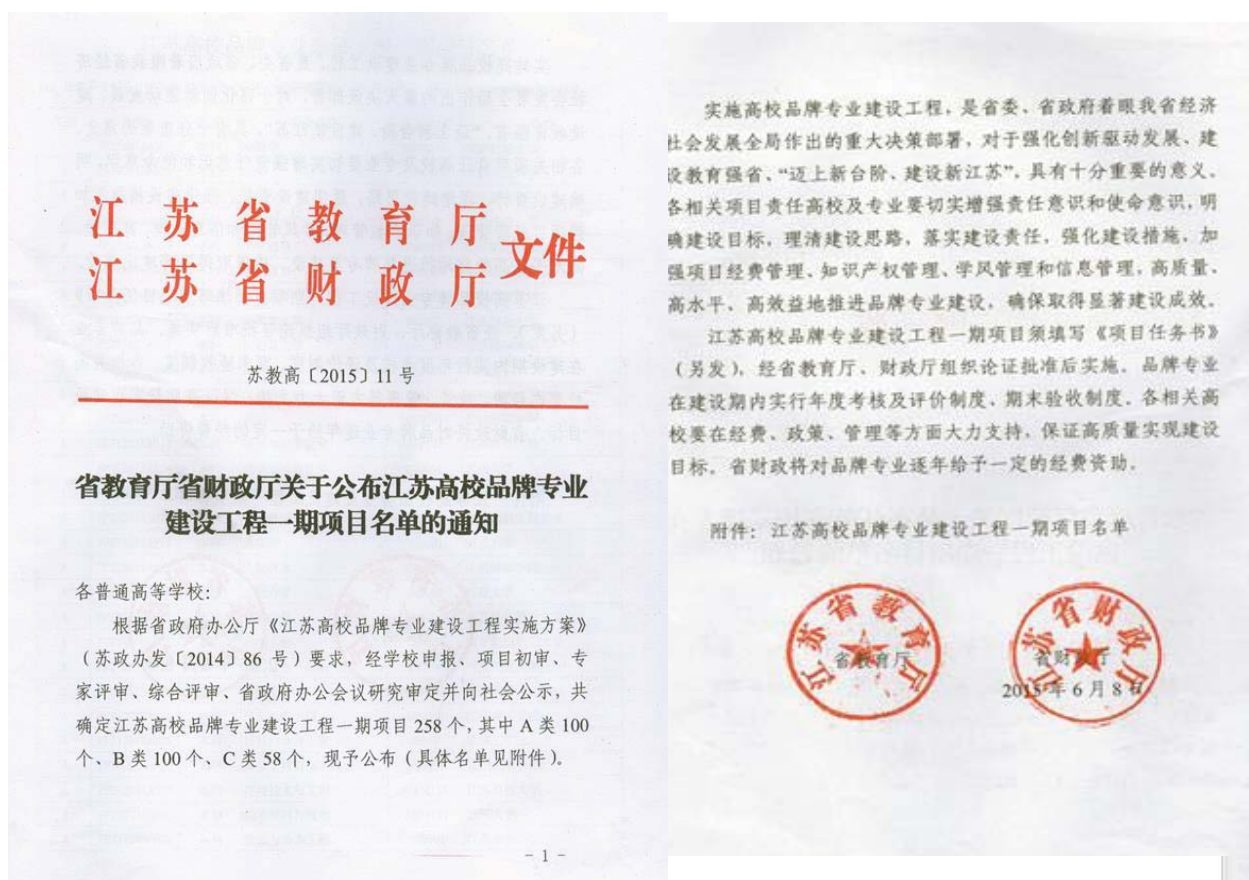 江苏省教育厅
江苏省财政厅
文件
苏教高〔2015〕11号
省教育厅省财政厅关于公布江苏高校品牌专业
建设工程一期项目名单的通知
各普通高等学校：
根据省政府办公厅《江苏高校品牌专业建设工程实施方案》
（苏政办发〔2014〕86 号）要求，经学校申报、项目初审、专
家评审、综合评审、省政府办公会议研究审定并向社会公示，共
确定江苏高校品牌专业建设工程一期项目 258 个，其中 A 类 100
个、B 类 100 个、C 类 58 个，现予公布（具体名单见附件）。
- 1 -
实施高校品牌专业建设工程，是省委、省政府着眼我省经济
社会发展全局作出的重大决策部署，对于强化创新驱动发展、建
设教育强省、“迈上新台阶、建设新江苏”，具有十分重要的意义。
各相关项目责任高校及专业要切实增强责任意识和使命意识，明
确建设目标，理清建设思路，落实建设责任，强化建设措施，加
强项目经费管理、知识产权管理、学风管理和信息管理，高质量、
高水平、高效益地推进品牌专业建设，确保取得显著建设成效。
江苏高校品牌专业建设工程一期项目须填写《项目任务书》
（另发），经省教育厅、财政厅组织论证批准后实施。品牌专业
在建设期内实行年度考核及评价制度、期末验收制度。各相关高
校要在经费、政策、管理等方面大力支持，保证高质量实现建设
目标。省财政将对品牌专业逐年给予一定的经费资助。
附件：江苏高校品牌专业建设工程一期项目名单
江苏省教育厅
省教育厅
江苏省财政厅
省财政厅
2015 年 6 月 8 日